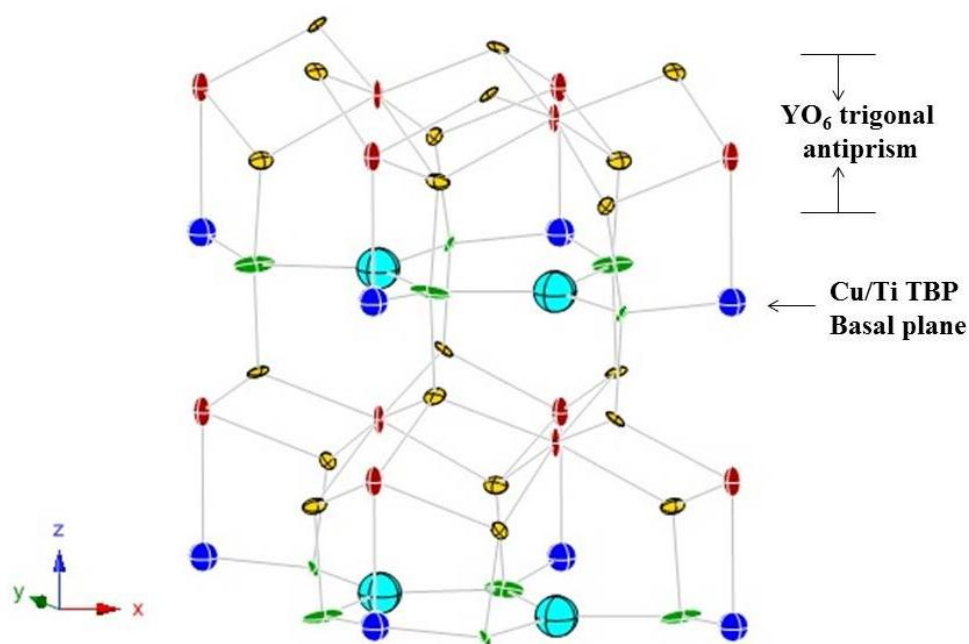 YO₆ trigonal
antiprism
Cu/Ti TBP
Basal plane
z
y
x